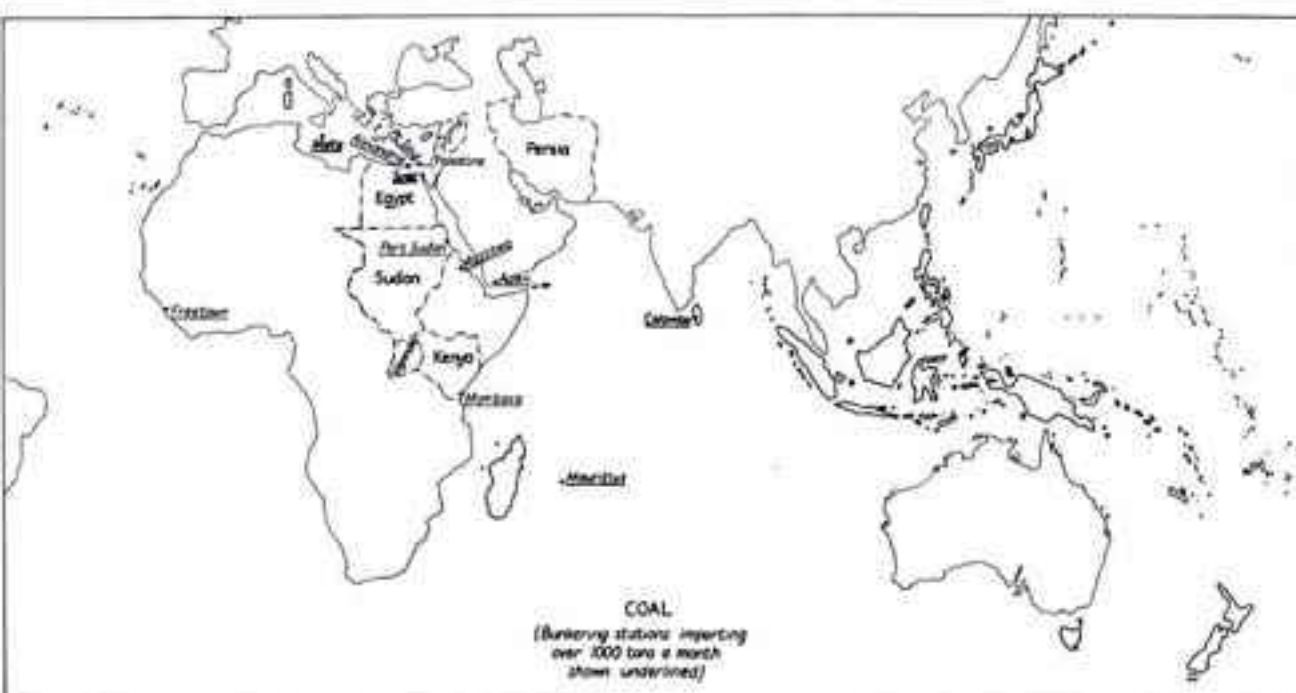 Persia
Malta
Palestine
Egypt
Port Sudan
Sudan
Aden
Freetown
Colombo
Kenya
Mombasa
Mauritius
COAL
(Bunkering stations importing
over 1000 tons a month
shown underlined)